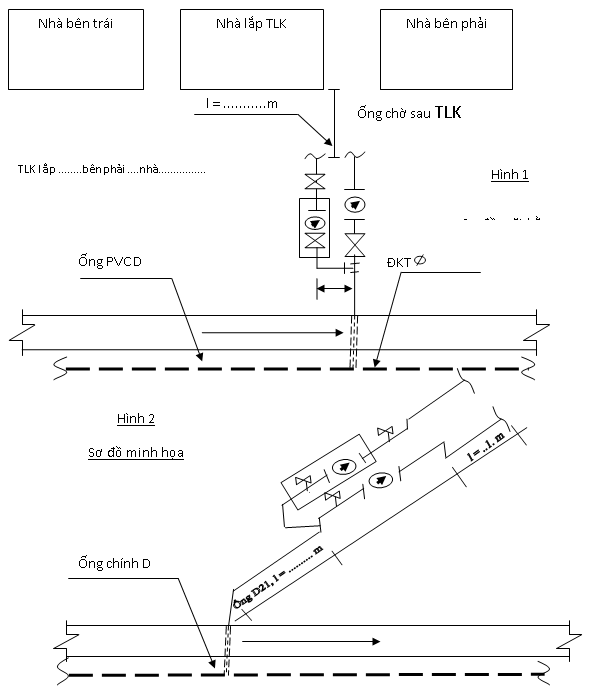 Nhà bên trái
Nhà lắp TLK
Nhà bên phải
l = ...........m
Ống chờ sau TLK
TLK lắp ........bên phải ....nhà...............
Hình 1
Ống PVCD
ĐKT Ø
Hình 2
Sơ đồ minh họa
l = ..1. m
Ống D21, l = .......... m
Ống chính D